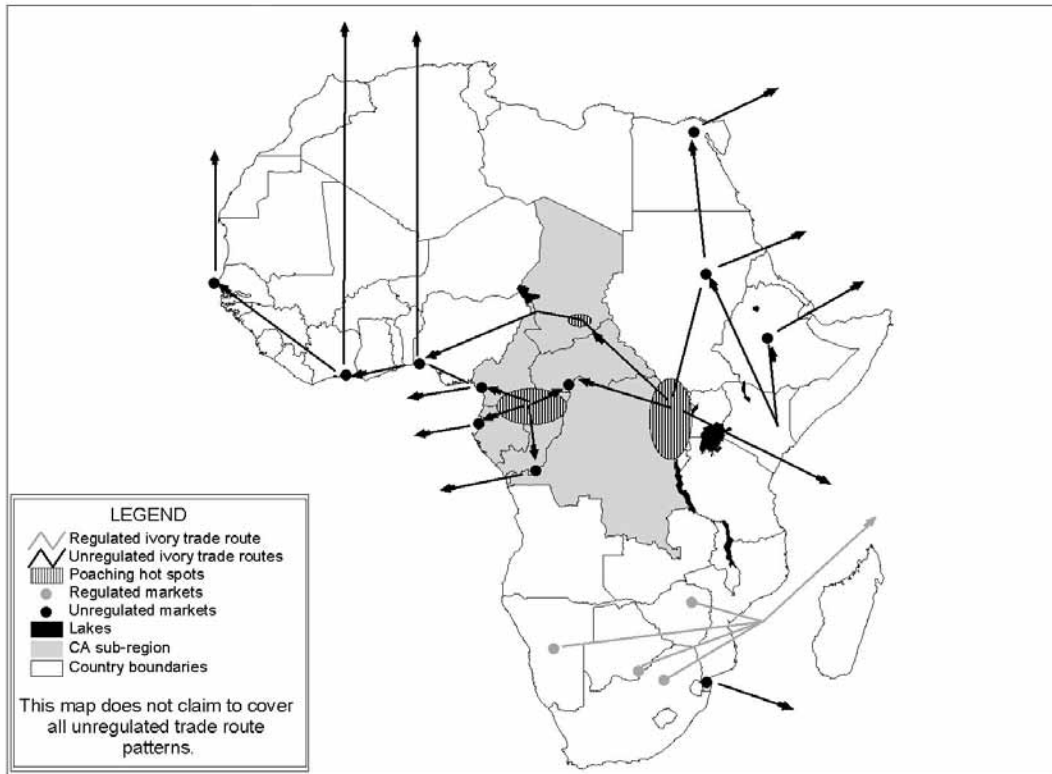 LEGEND
Regulated ivory trade route
Unregulated ivory trade routes
Poaching hot spots
Regulated markets
Unregulated markets
Lakes
CA sub-region
Country boundaries
This map does not claim to cover
all unregulated trade route
patterns.